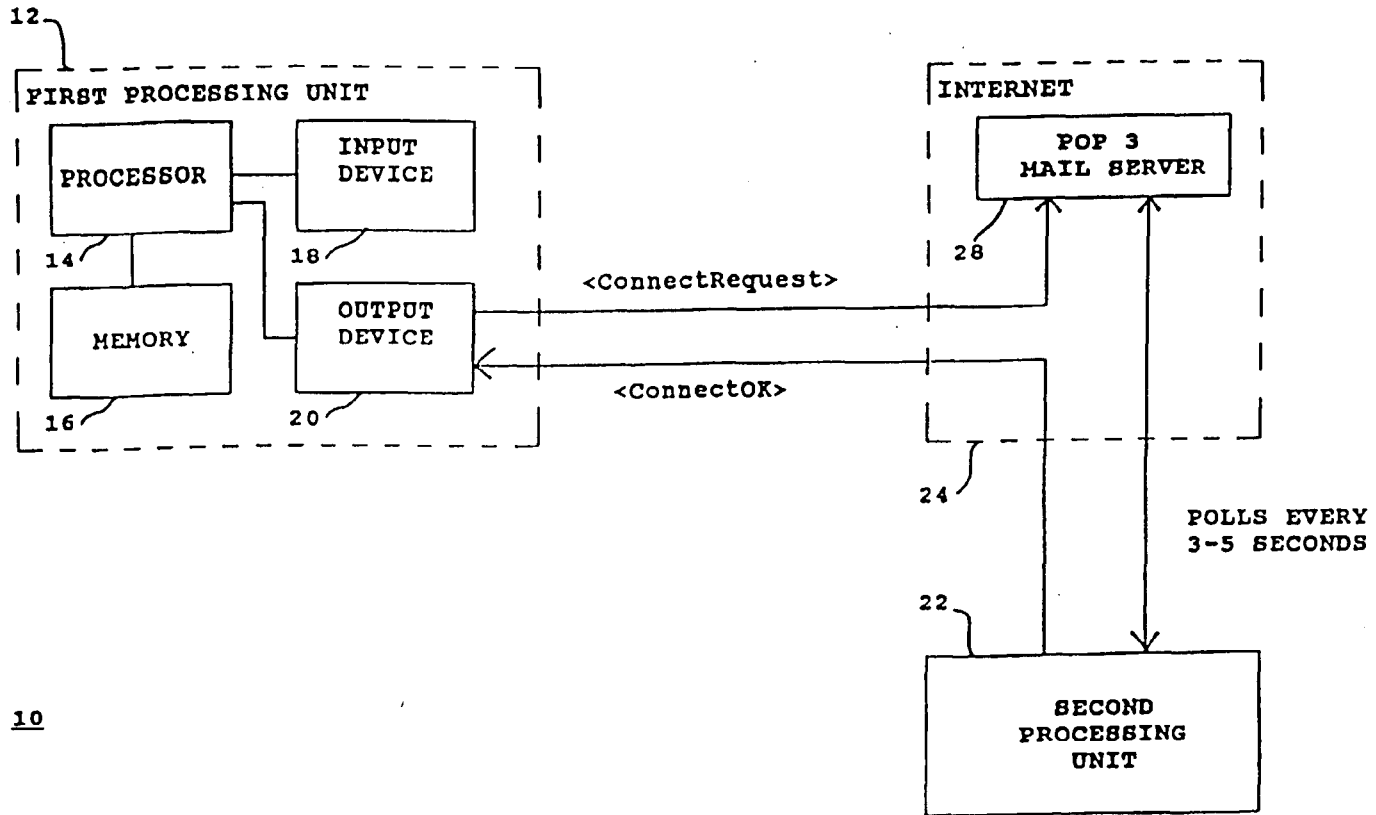 12
FIRST PROCESSING UNIT
PROCESSOR
14
INPUT
DEVICE
18
MEMORY
16
OUTPUT
DEVICE
20
<ConnectRequest>
<ConnectOK>
INTERNET
POP 3
MAIL SERVER
28
24
POLLS EVERY
3-5 SECONDS
22
SECOND
PROCESSING
UNIT
10